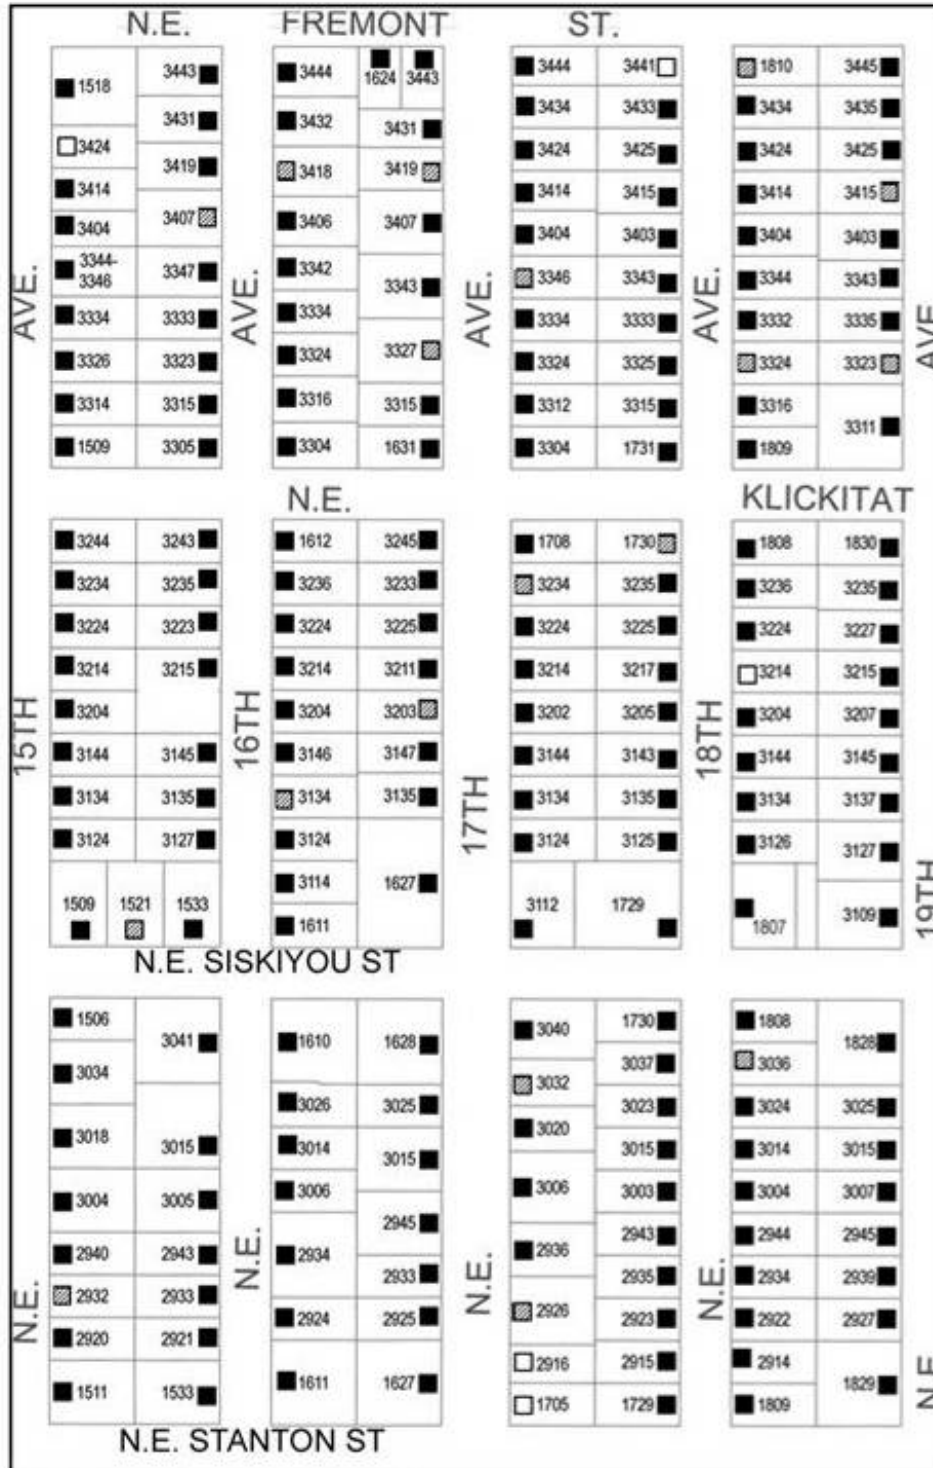 N.E. FREMONT ST.
1518 3443 3444 1624 3443 3444 3441 1810 3445
3431 3432 3431 3434 3433 3434 3435
3424 3419 3418 3419 3424 3425 3424 3425
3414 3407 3406 3407 3414 3415 3414 3415
3404 3404 3403 3404 3403
3344-
3346 3347 3342 3343 3346 3343 3344 3343
3334 3333 3334 3334 3333 3332 3335
3326 3323 3324 3327 3324 3325 3324 3323
3314 3315 3316 3315 3312 3315 3316 3311
1509 3305 3304 1631 3304 1731 1809
AVE. AVE. AVE. AVE. AVE
N.E. KLICKITAT
3244 3243 1612 3245 1708 1730 1808 1830
3234 3235 3236 3233 3234 3235 3236 3235
3224 3223 3224 3225 3224 3225 3224 3227
3214 3215 3214 3211 3214 3217 3214 3215
3204 3204 3203 3202 3205 3204 3207
3144 3145 3146 3147 3144 3143 3144 3145
3134 3135 3134 3135 3134 3135 3134 3137
3124 3127 3124 3124 3125 3126 3127
1509 1521 1533 3114 1627 3112 1729 1807 3109
1611
15TH 16TH 17TH 18TH 19TH
N.E. SISKIYOU ST
1506 3041 1610 1628 3040 1730 1808 1828
3034 3032 3037 3036
3026 3025 3023 3024 3025
3018 3015 3014 3015 3020 3015 3014 3015
3004 3005 3006 3006 3003 3004 3007
2945 2943 2944 2945
2940 2943 2934 2936
2932 2933 2933 2935 2934 2939
2920 2921 2924 2925 2926 2923 2922 2927
2916 2915 2914
1511 1533 1611 1627 1705 1729 1809 1829
N.E. N.E. N.E. N.E. N.E
N.E. STANTON ST